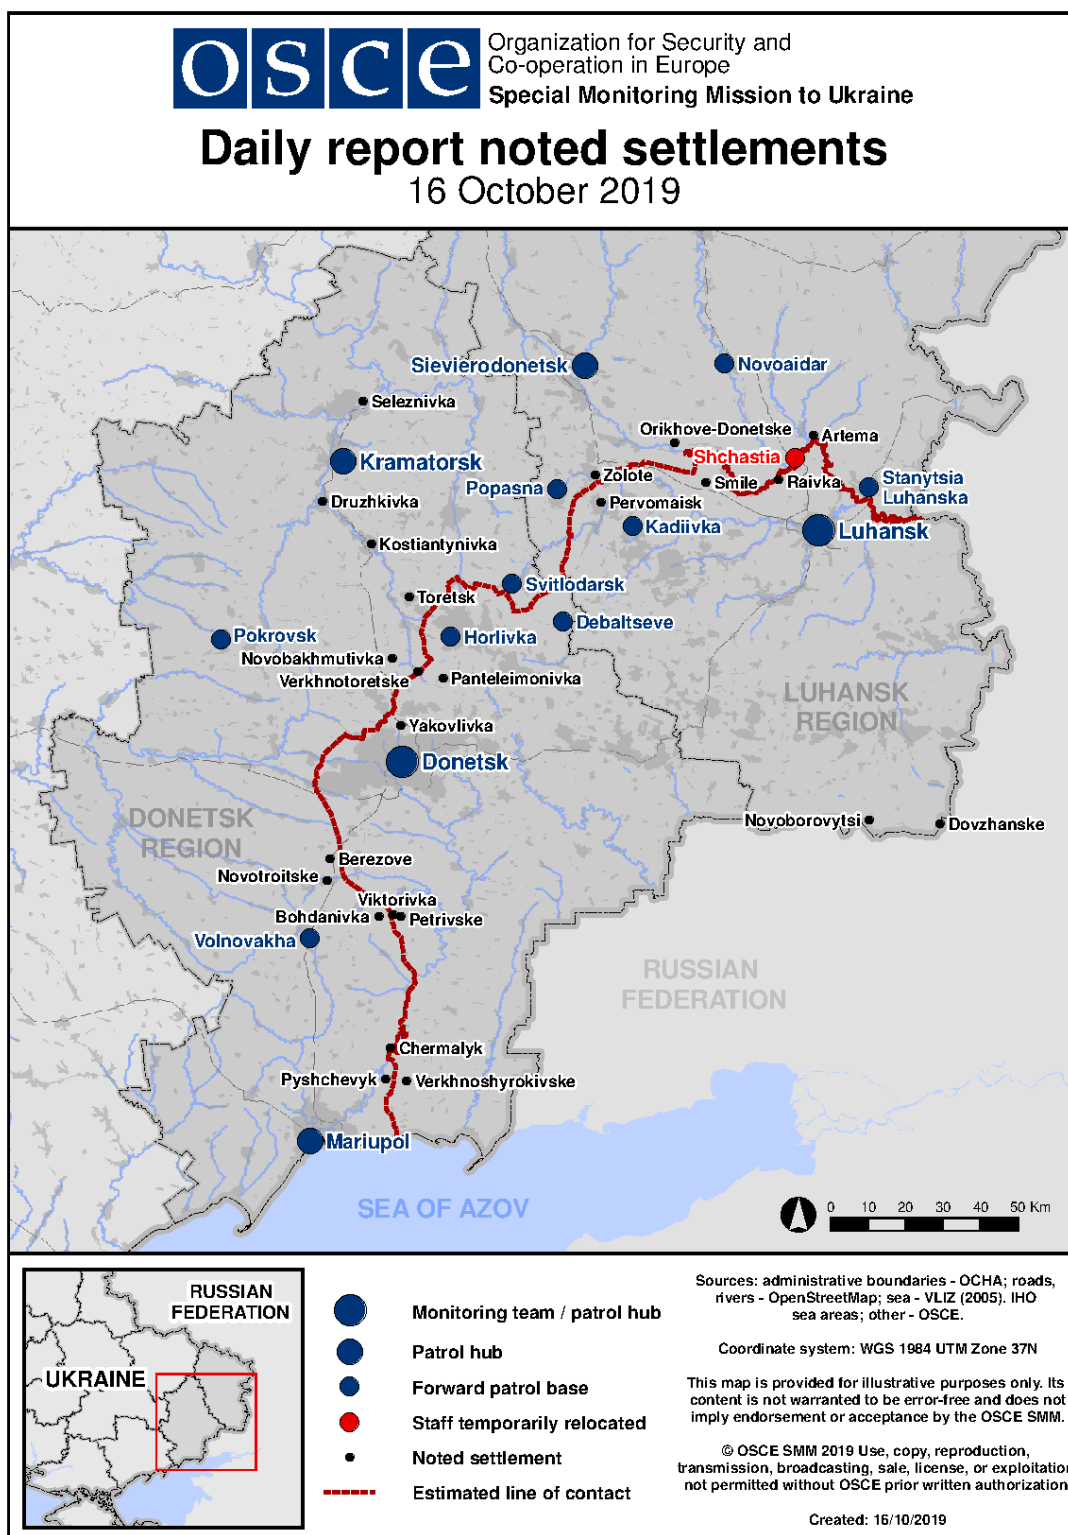 osce
Organization for Security and
Co-operation in Europe
Special Monitoring Mission to Ukraine
Daily report noted settlements
16 October 2019
Sievierodonetsk
Novoaidar
Seleznivka
Orikhove-Donetske
Artema
Shchastia
Kramatorsk
Zolote
Smile
Raivka
Stanytsia
Luhanska
Popasna
Druzhkivka
Pervomaisk
Kadiivka
Luhansk
Kostiantynivka
Svitlodarsk
Toretsk
Debaltseve
Pokrovsk
Horlivka
Novobakhmutivka
Verkhnotoretske
Panteleimonivka
LUHANSK
REGION
Yakovlivka
Donetsk
DONETSK
REGION
Novoborovytsi
Dovzhanske
Berezove
Novotroitske
Viktorivka
Bohdanivka
Petrivske
Volnovakha
RUSSIAN
FEDERATION
Chermalyk
Pyshchevyk
Verkhnoshyrokivske
Mariupol
SEA OF AZOV
0 10 20 30 40 50 Km
RUSSIAN
FEDERATION
UKRAINE
Monitoring team / patrol hub
Patrol hub
Forward patrol base
Staff temporarily relocated
Noted settlement
Estimated line of contact
Sources: administrative boundaries - OCHA; roads,
rivers - OpenStreetMap; sea - VLIZ (2005). IHO
sea areas; other - OSCE.
Coordinate system: WGS 1984 UTM Zone 37N
This map is provided for illustrative purposes only. Its
content is not warranted to be error-free and does not
imply endorsement or acceptance by the OSCE SMM.
© OSCE SMM 2019 Use, copy, reproduction,
transmission, broadcasting, sale, license, or exploitation
not permitted without OSCE prior written authorization
Created: 16/10/2019